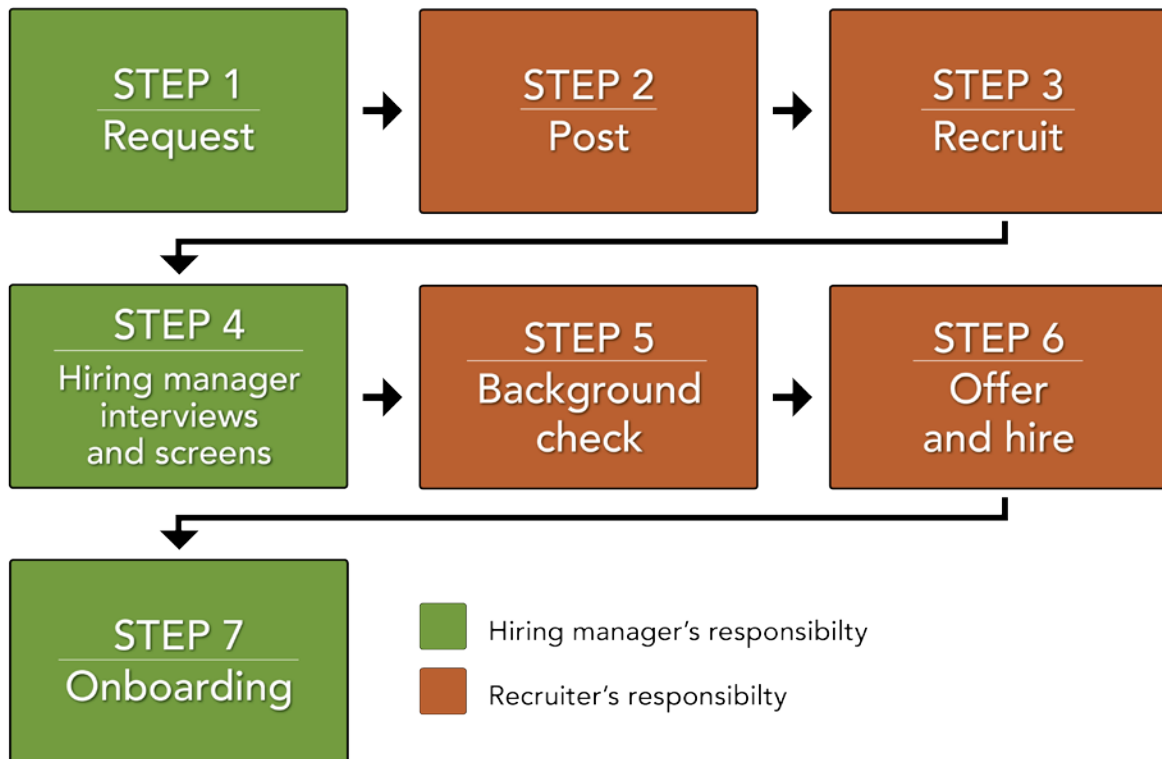 STEP 1
Request
STEP 2
Post
STEP 3
Recruit
STEP 4
Hiring manager
interviews
and screens
STEP 5
Background
check
STEP 6
Offer
and hire
STEP 7
Onboarding
Hiring manager’s responsibilty
Recruiter’s responsibilty